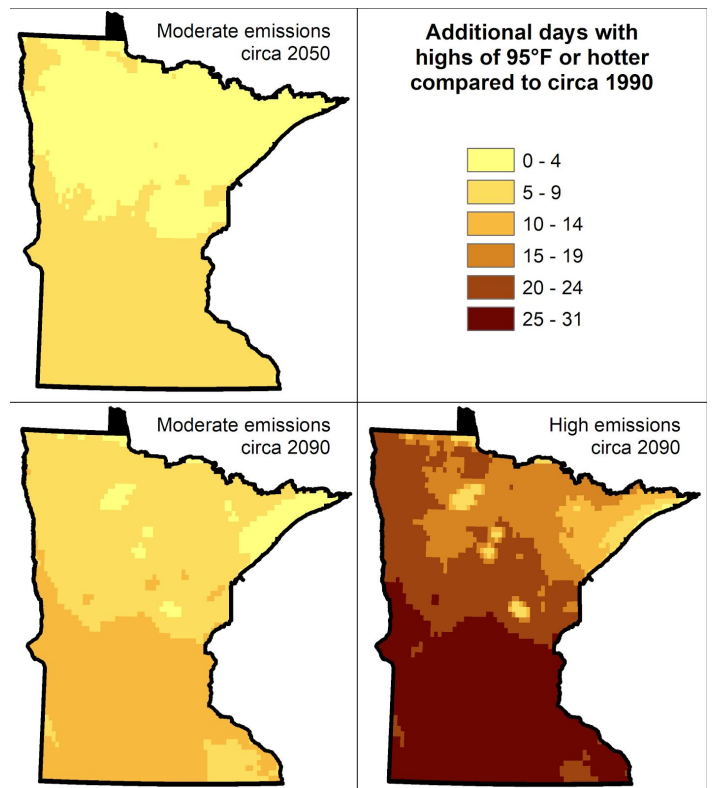 Moderate emissions
circa 2050
Additional days with
highs of 95°F or hotter
compared to circa 1990
0 - 4
5 - 9
10 - 14
15 - 19
20 - 24
25 - 31
Moderate emissions
circa 2090
High emissions
circa 2090